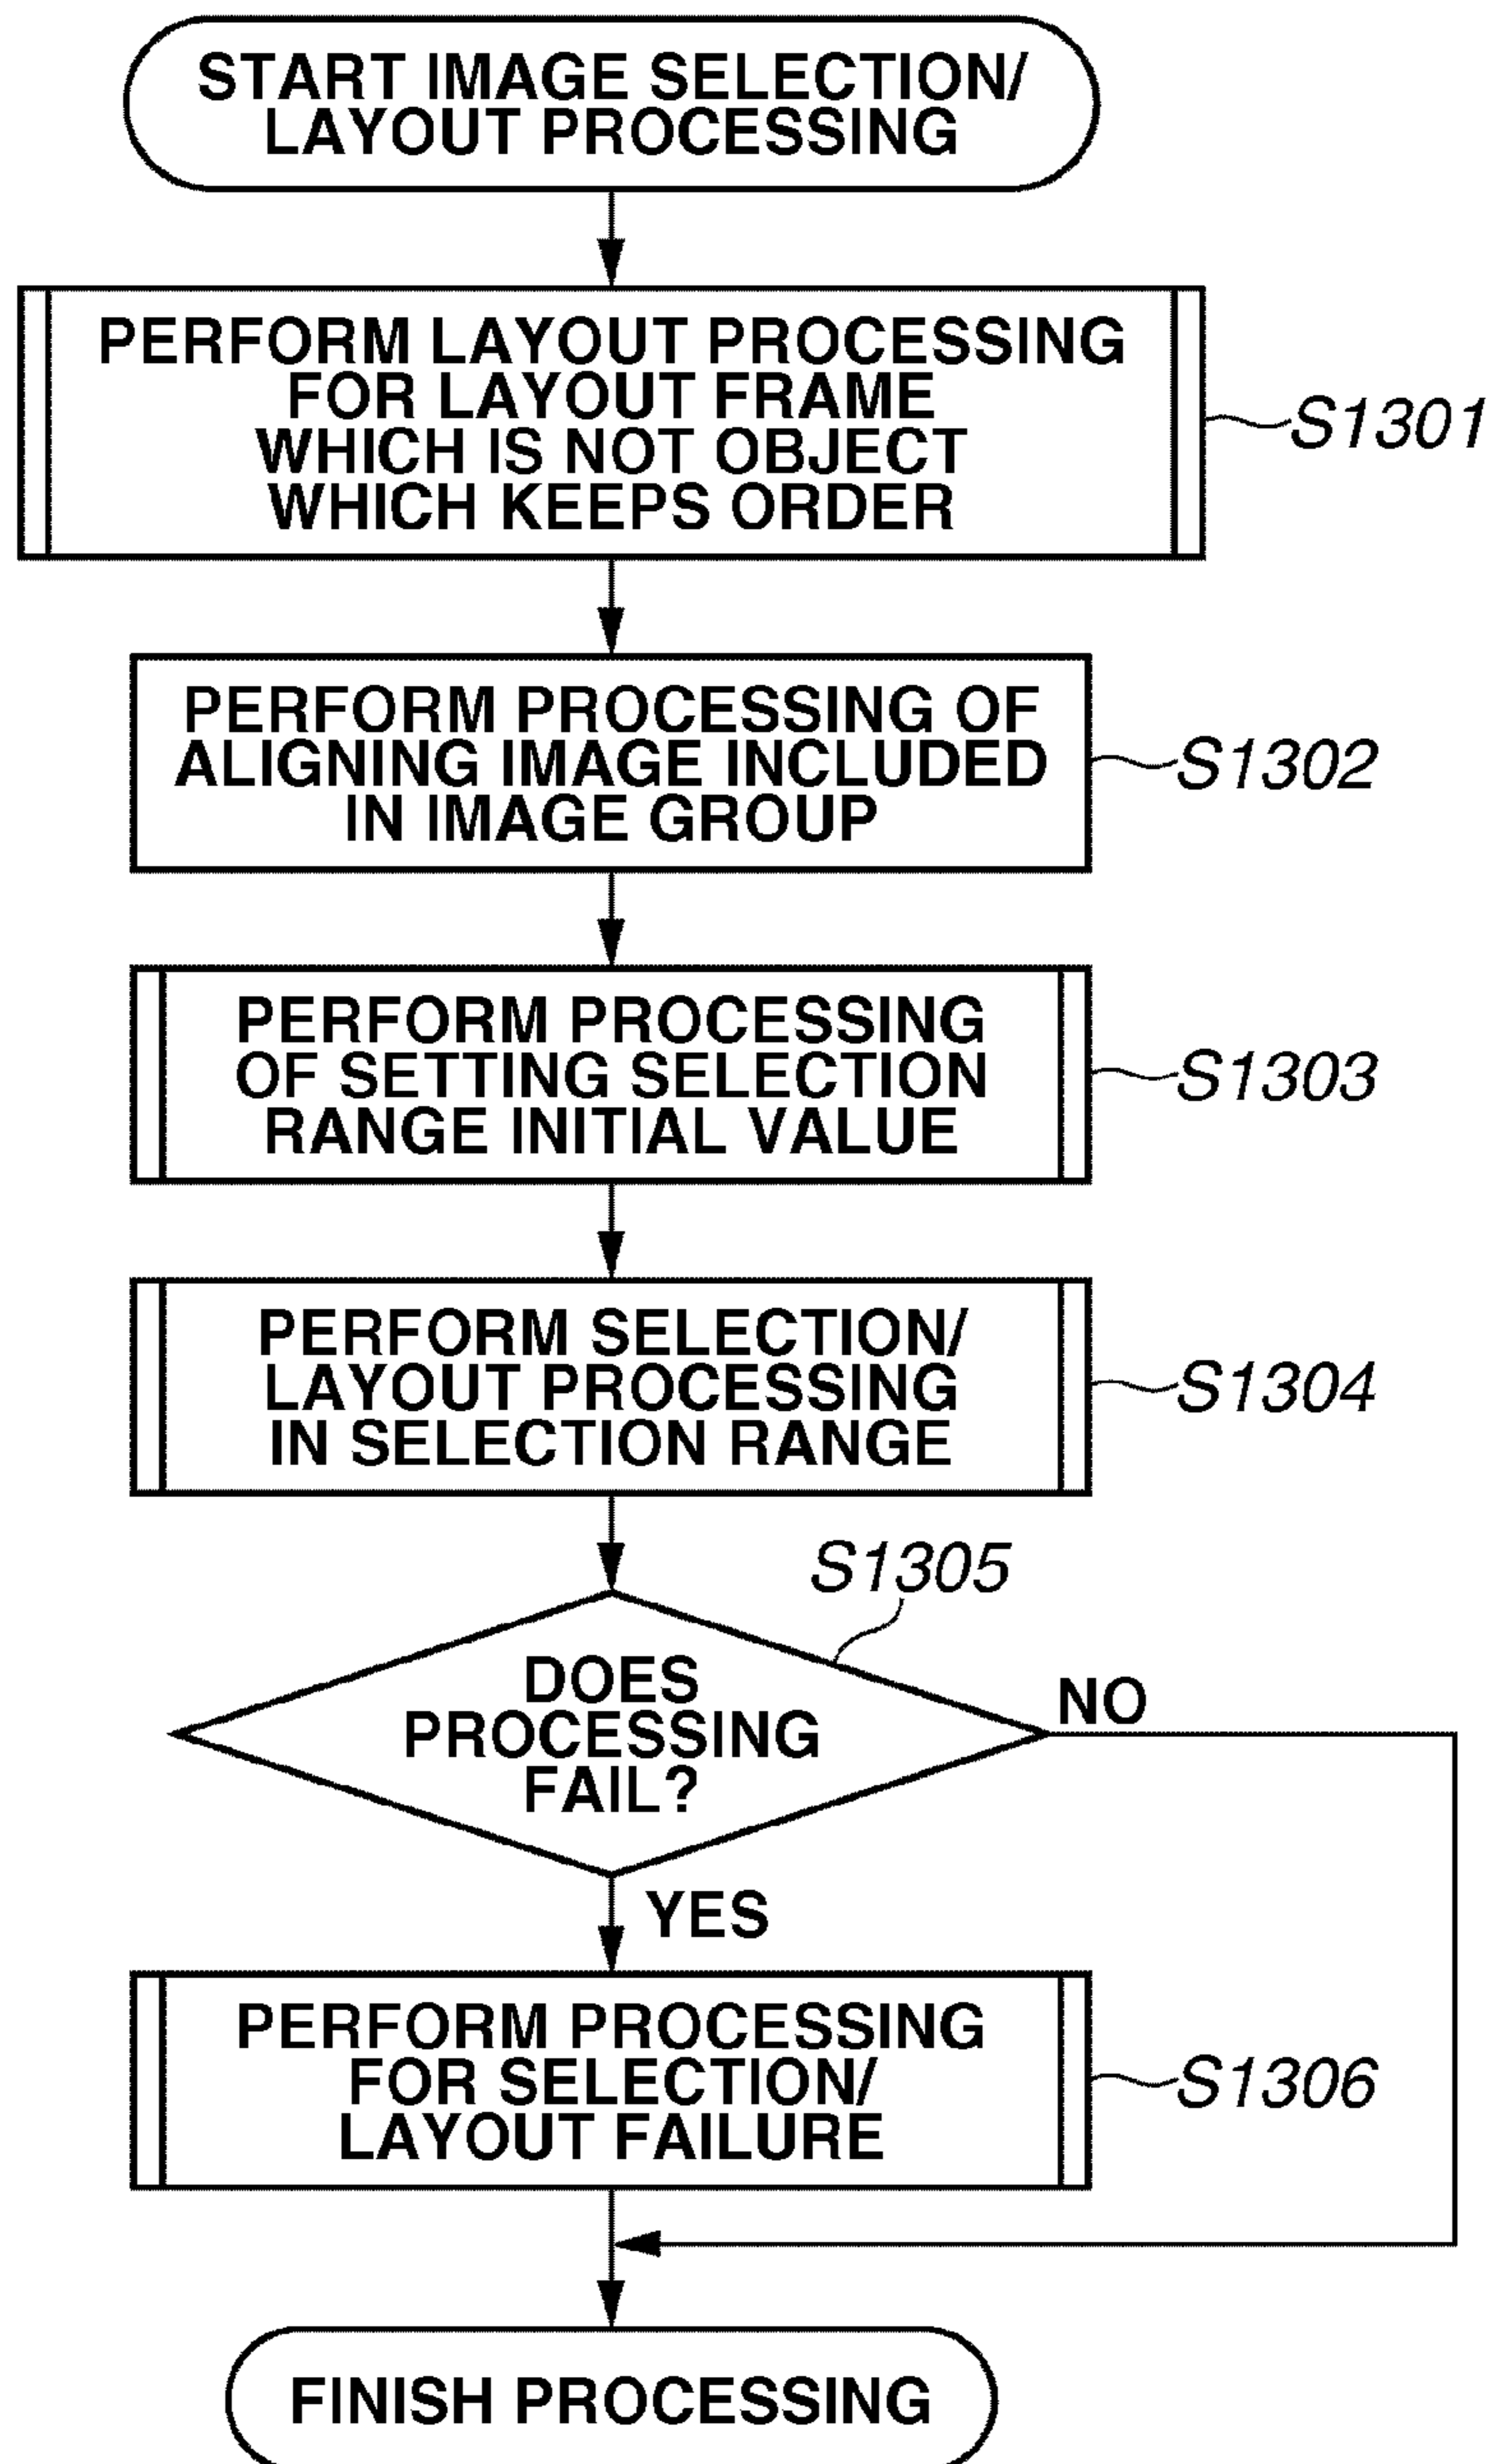 START IMAGE SELECTION/
LAYOUT PROCESSING
PERFORM LAYOUT PROCESSING
FOR LAYOUT FRAME
WHICH IS NOT OBJECT
WHICH KEEPS ORDER
S1301
PERFORM PROCESSING OF
ALIGNING IMAGE INCLUDED
IN IMAGE GROUP
S1302
PERFORM PROCESSING
OF SETTING SELECTION
RANGE INITIAL VALUE
S1303
PERFORM SELECTION/
LAYOUT PROCESSING
IN SELECTION RANGE
S1304
S1305
DOES
PROCESSING
FAIL?
NO
YES
PERFORM PROCESSING
FOR SELECTION/
LAYOUT FAILURE
S1306
FINISH PROCESSING